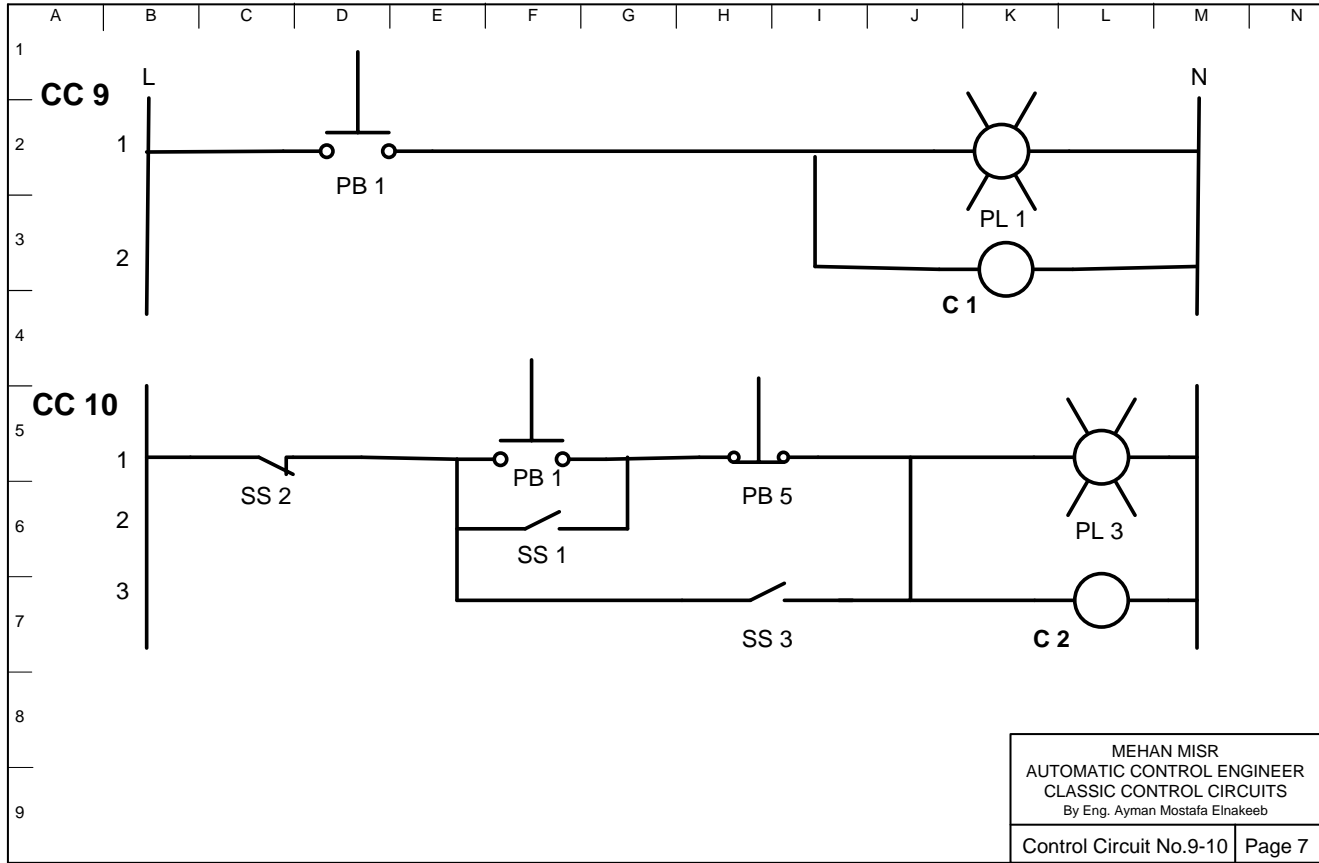 A B C D E F G H I J K L M N
1
L N
CC 9
2
1
PB 1
PL 1
3
2
C 1
4
CC 10
5
1
PB 1
SS 2 PB 5
2
PL 3
6
SS 1
3
7
SS 3 C 2
8
MEHAN MISR
AUTOMATIC CONTROL ENGINEER
CLASSIC CONTROL CIRCUITS
9
By Eng. Ayman Mostafa Elnakeeb
Control Circuit No.9-10 Page 7